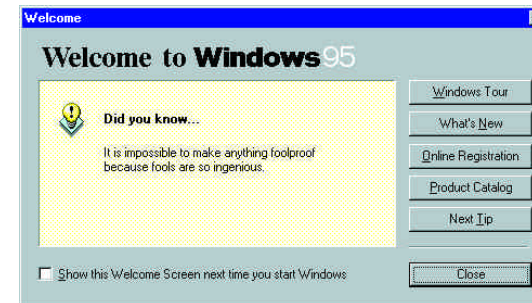 Welcome
Welcome to Windows95
Windows Tour
Did you know...
What's New
It is impossible to make anything foolproof
because fools are so ingenious.
Online Registration
Product Catalog
Next Tip
Show this Welcome Screen next time you start Windows
Close